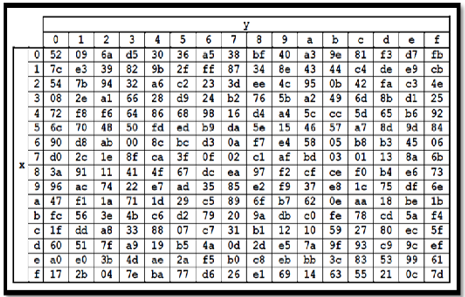 y
0 1 2 3 4 5 6 7 8 9 a b c d e f
0 52 09 6a d5 30 36 a5 38 bf 40 a3 9e 81 f3 d7 fb
1 7c e3 39 82 9b 2f ff 87 34 8e 43 44 c4 de e9 cb
2 54 7b 94 32 a6 c2 23 3d ee 4c 95 0b 42 fa c3 4e
3 08 2e a1 66 28 d9 24 b2 76 5b a2 49 6d 8b d1 25
4 72 f8 f6 64 86 68 98 16 d4 a4 5c cc 5d 65 b6 92
5 6c 70 48 50 fd ed b9 da 5e 15 46 57 a7 8d 9d 84
6 90 d8 ab 00 8c bc d3 0a f7 e4 58 05 b8 b3 45 06
x 7 d0 2c 1e 8f ca 3f 0f 02 c1 af bd 03 01 13 8a 6b
8 3a 91 11 41 4f 67 dc ea 97 f2 cf ce f0 b4 e6 73
9 96 ac 74 22 e7 ad 35 85 e2 f9 37 e8 1c 75 df 6e
a 47 f1 1a 71 1d 29 c5 89 6f b7 62 0e aa 18 be 1b
b fc 56 3e 4b c6 d2 79 20 9a db c0 fe 78 cd 5a f4
c 1f dd a8 33 88 07 c7 31 b1 12 10 59 27 80 ec 5f
d 60 51 7f a9 19 b5 4a 0d 2d e5 7a 9f 93 c9 9c ef
e a0 e0 3b 4d ae 2a f5 b0 c8 eb bb 3c 83 53 99 61
f 17 2b 04 7e ba 77 d6 26 e1 69 14 63 55 21 0c 7d